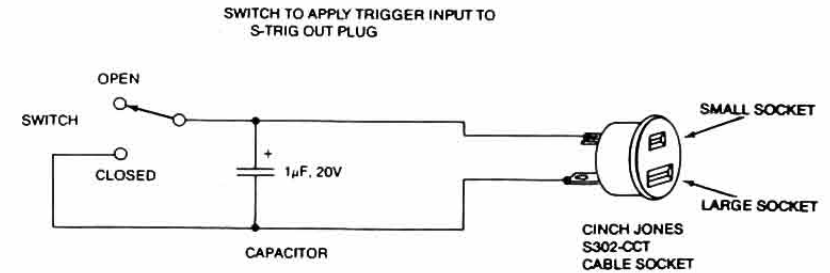 SWITCH TO APPLY TRIGGER INPUT TO
S-TRIG OUT PLUG
OPEN
SWITCH
CLOSED
+
1μF, 20V
CAPACITOR
SMALL SOCKET
LARGE SOCKET
CINCH JONES
S302-CCT
CABLE SOCKET